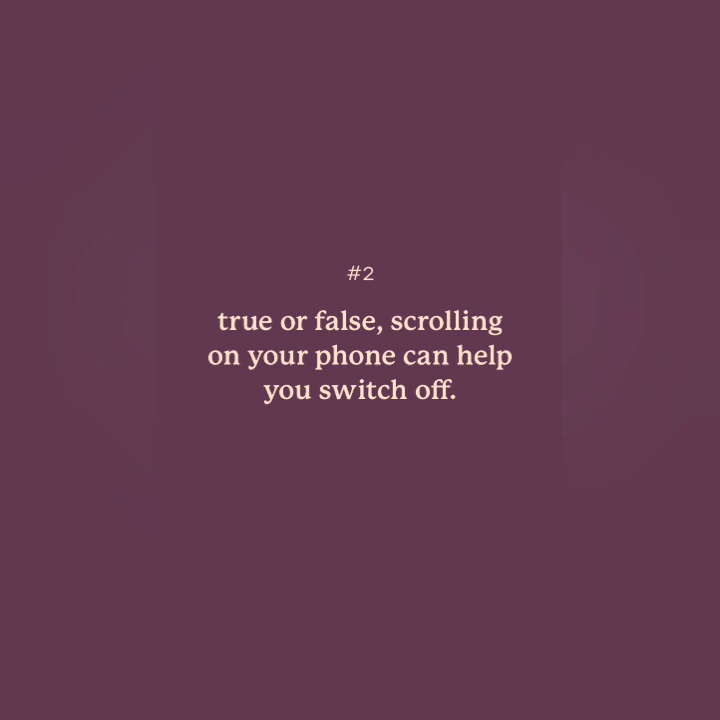 #2
true or false, scrolling
on your phone can help
you switch off.